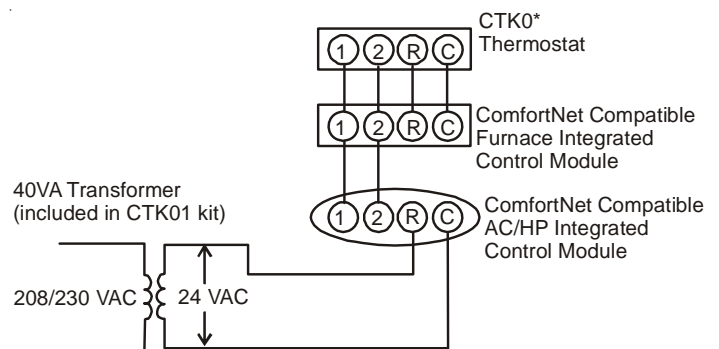 CTK0*
Thermostat
1 2 R C
1 2 R C
ComfortNet Compatible
Furnace Integrated
Control Module
40VA Transformer
(included in CTK01 kit)
1 2 R C
ComfortNet Compatible
AC/HP Integrated
Control Module
208/230 VAC
24 VAC